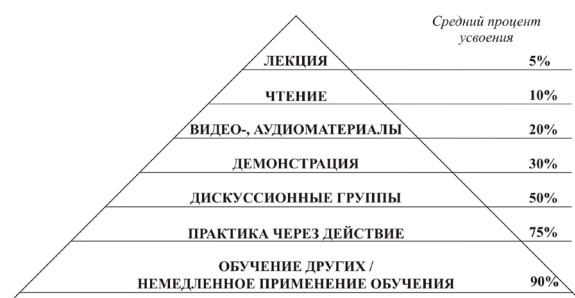 Средний процент
усвоения
ЛЕКЦИЯ 5%
ЧТЕНИЕ 10%
ВИДЕО-, АУДИОМАТЕРИАЛЫ 20%
ДЕМОНСТРАЦИЯ 30%
ДИСКУССИОННЫЕ ГРУППЫ 50%
ПРАКТИКА ЧЕРЕЗ ДЕЙСТВИЕ 75%
ОБУЧЕНИЕ ДРУГИХ /
НЕМЕДЛЕННОЕ ПРИМЕНЕНИЕ ОБУЧЕНИЯ 90%